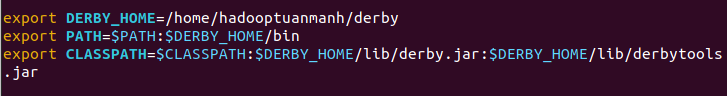 export DERBY_HOME=/home/hadooptuanmanh/derby
export PATH=$PATH:$DERBY_HOME/bin
export CLASSPATH=$CLASSPATH:$DERBY_HOME/lib/derby.jar:$DERBY_HOME/lib/derbytools
.jar